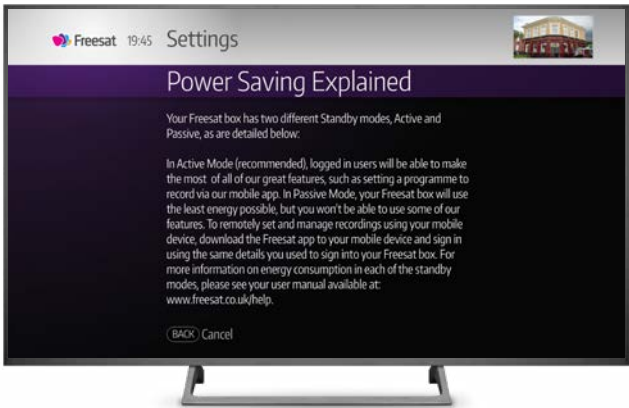 Freesat 19:45 Settings
Power Saving Explained
Your Freesat box has two different Standby modes, Active and
Passive, as are detailed below:
In Active Mode (recommended), logged in users will be able to make
the most of all of our great features, such as setting a programme to
record via our mobile app. In Passive Mode, your Freesat box will use
the least energy possible, but you won't be able to use some of our
features. To remotely set and manage recordings using your mobile
device, download the Freesat app to your mobile device and sign in
using the same details you used to sign into your Freesat box. For
more information on energy consumption in each of the standby
modes, please see your user manual available at:
www.freesat.co.uk/help.
BACK Cancel